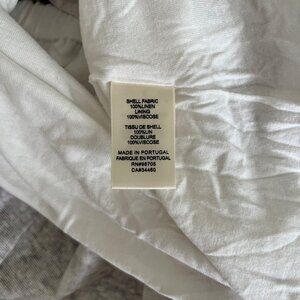 SHELL FABRIC
100%LINEN
LINING
100%VISCOSE
TISSU DE SHELL
100%LIN
DOUBLURE
100%VISCOSE
MADE IN PORTUGAL
FABRIQUE EN PORTUGAL
RN#98705
CA#34460